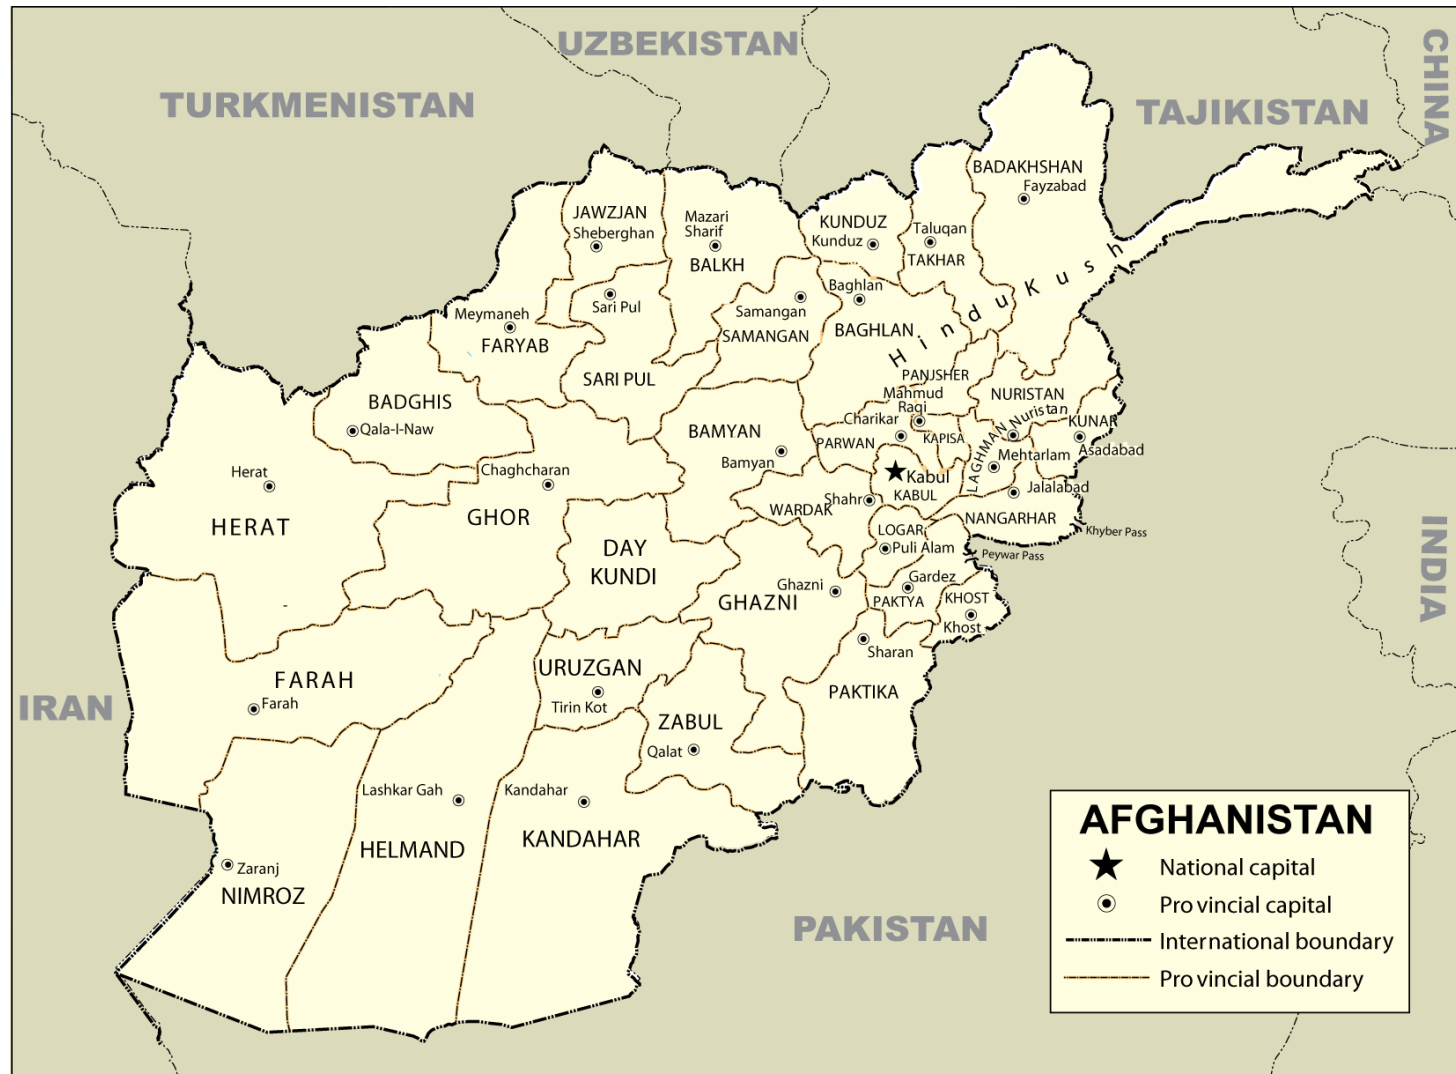 UZBEKISTAN
CHINA
TURKMENISTAN
TAJIKISTAN
BADAKHSHAN
Fayzabad
JAWZJAN
Sheberghan
Mazari
Sharif
BALKH
KUNDUZ
Kunduz
Taluqan
TAKHAR
Hindu Kush
Sari Pul
Samangan
SAMANGAN
Baghlan
BAGHLAN
Meymaneh
FARYAB
SARI PUL
PANJSHER
BADGHIS
Qala-I-Naw
Mahmud
Raqi
Charikar
NURISTAN
Nuristan
KUNAR
Asadabad
BAMYAN
Bamyan
PARWAN
KAPISA
LAGHMAN
Mehtarlam
Herat
HERAT
Chaghcharan
GHOR
Kabul
KABUL
Jalalabad
Shahr
WARDAK
NANGARHAR
Khyber Pass
LOGAR
Puli Alam
Peywar Pass
INDIA
DAY
KUNDI
Ghazni
GHAZNI
Gardez
PAKTYA
KHOST
Khost
Sharan
PAKTIKA
FARAH
Farah
IRAN
URUZGAN
Tirin Kot
ZABUL
Qalat
Lashkar Gah
HELMAND
Kandahar
KANDAHAR
Zaranj
NIMROZ
PAKISTAN
AFGHANISTAN
National capital
Provincial capital
International boundary
Provincial boundary